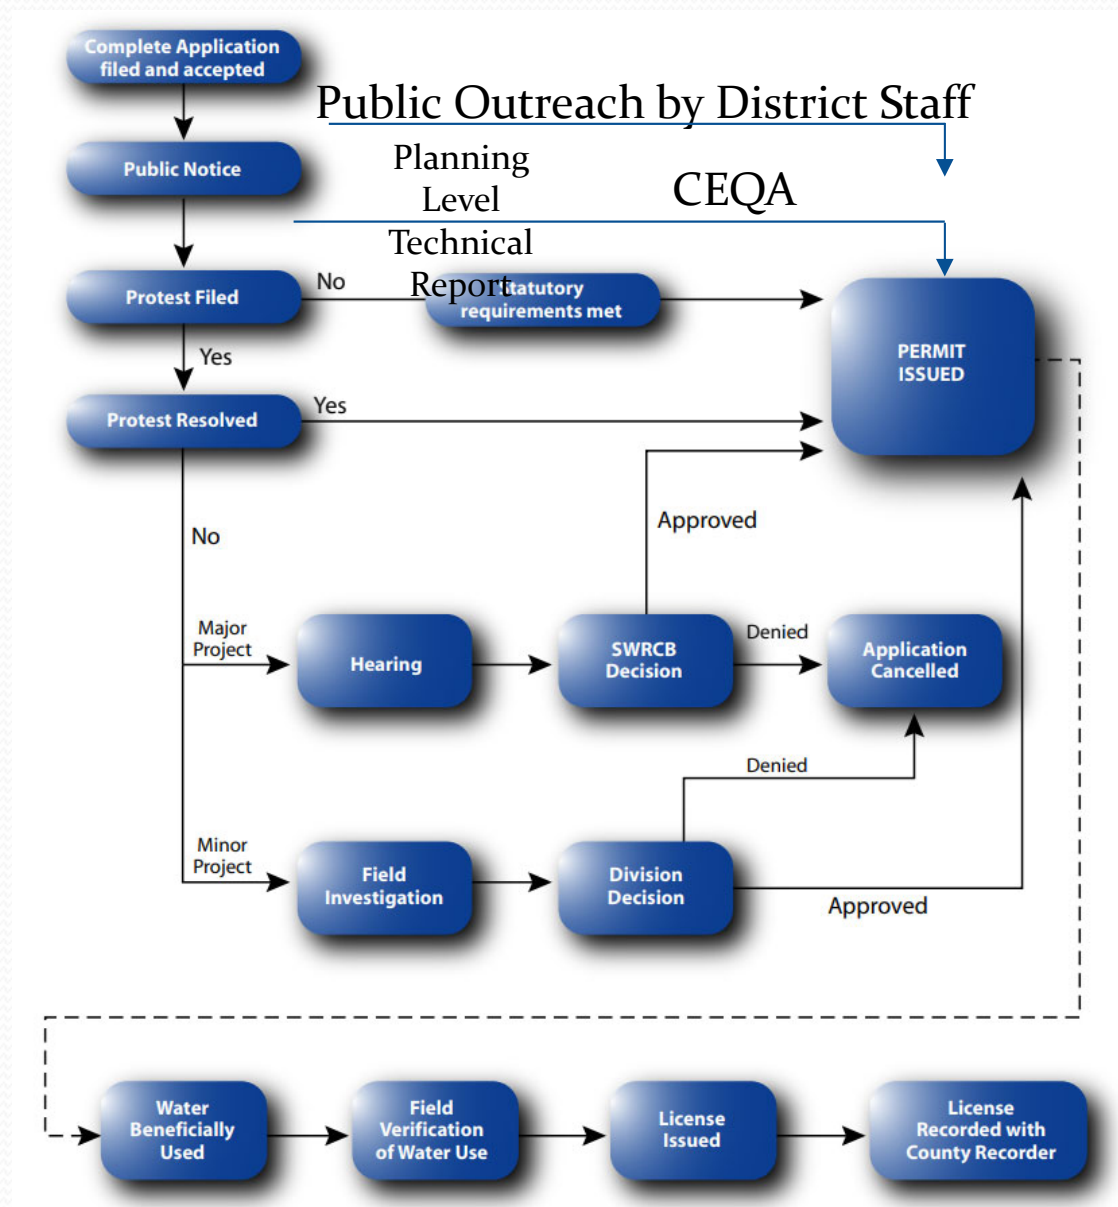 Complete Application
filed and accepted
Public Outreach by District Staff
Public Notice
Planning
Level
Technical
Report
CEQA
Protest Filed
No
Statutory
requirements met
PERMIT
ISSUED
Yes
Protest Resolved
Yes
No
Approved
Major
Project
Hearing
SWRCB
Decision
Denied
Application
Cancelled
Denied
Minor
Project
Field
Investigation
Division
Decision
Approved
Water
Beneficially
Used
Field
Verification
of Water Use
License
Issued
License
Recorded with
County Recorder